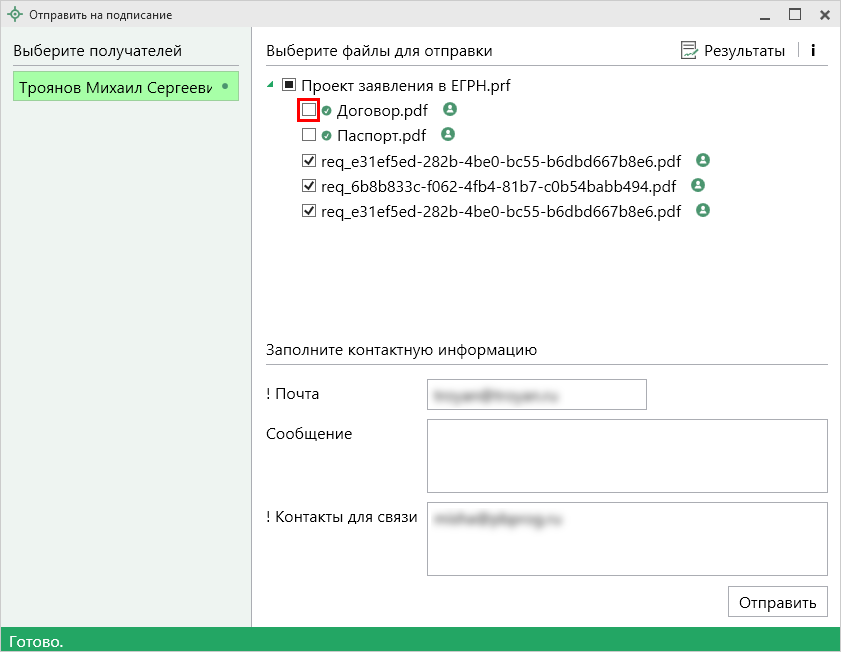 Отправить на подписание
Выберите получателей
Троянов Михаил Сергееви
Выберите файлы для отправки
Результаты
i
Проект заявления в ЕГРН.prf
Договор.pdf
Паспорт.pdf
req_e31ef5ed-282b-4be0-bc55-b6dbd667b8e6.pdf
req_6b8b833c-f062-4fb4-81b7-c0b54babb494.pdf
req_e31ef5ed-282b-4be0-bc55-b6dbd667b8e6.pdf
Заполните контактную информацию
! Почта
Сообщение
! Контакты для связи
Отправить
Готово.